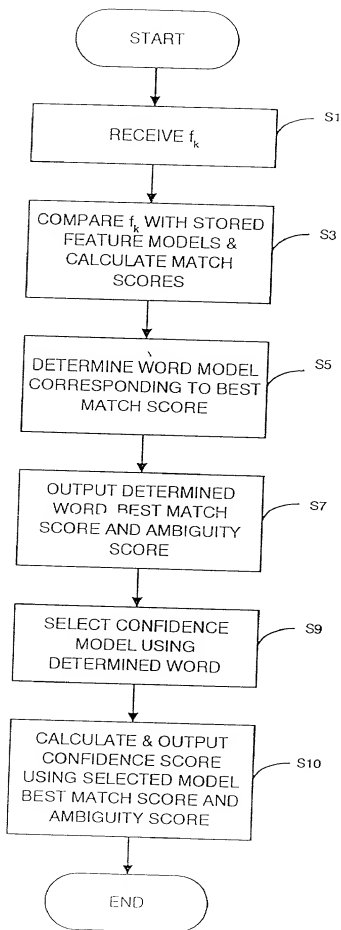 START
RECEIVE fk
S1
COMPARE fk WITH STORED
FEATURE MODELS &
CALCULATE MATCH
SCORES
S3
DETERMINE WORD MODEL
CORRESPONDING TO BEST
MATCH SCORE
S5
OUTPUT DETERMINED
WORD, BEST MATCH
SCORE AND AMBIGUITY
SCORE
S7
SELECT CONFIDENCE
MODEL USING
DETERMINED WORD
S9
CALCULATE & OUTPUT
CONFIDENCE SCORE
USING SELECTED MODEL
BEST MATCH SCORE AND
AMBIGUITY SCORE
S10
END